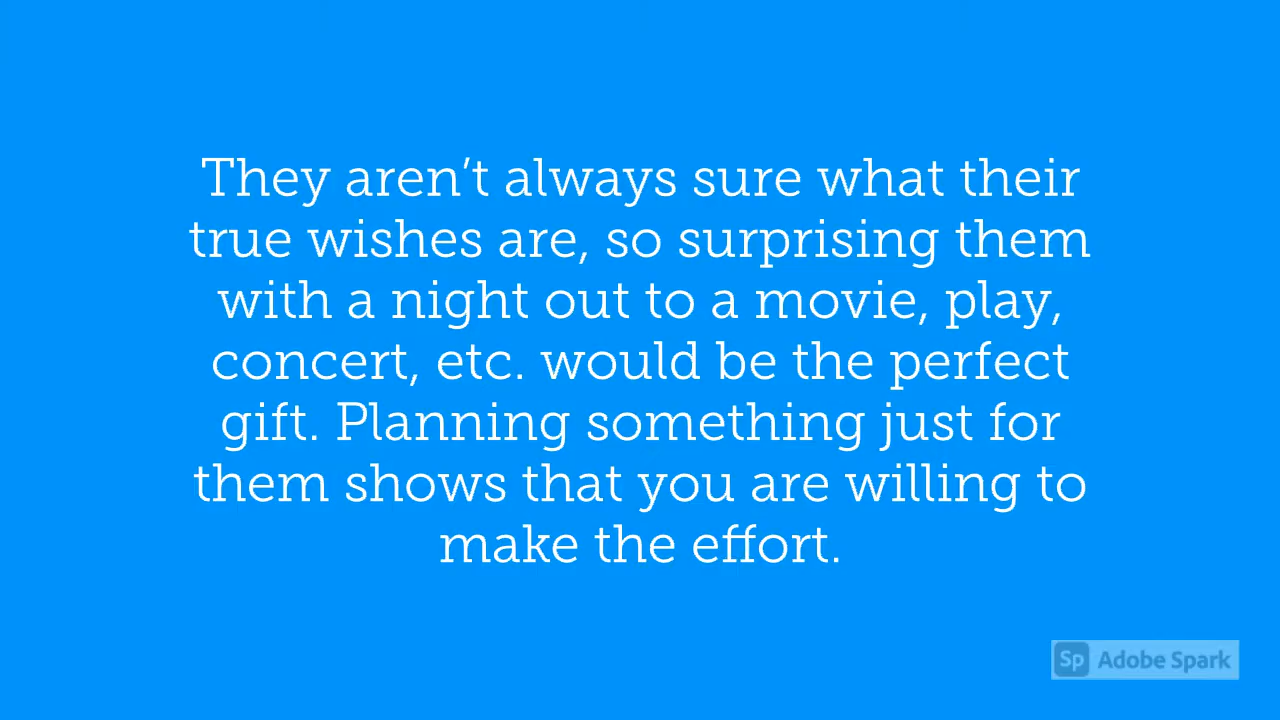 They aren’t always sure what their
true wishes are, so surprising them
with a night out to a movie, play,
concert, etc. would be the perfect
gift. Planning something just for
them shows that you are willing to
make the effort.
Sp Adobe Spark